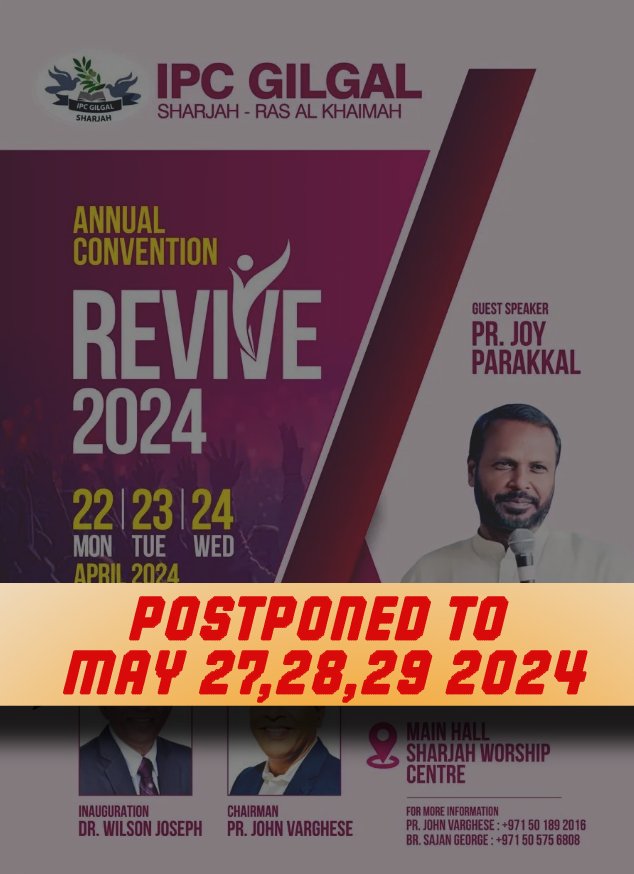 IPC GILGAL
SHARJAH
IPC GILGAL
SHARJAH - RAS AL KHAIMAH
ANNUAL
CONVENTION
REVIVE
2024
22 | 23 | 24
MON TUE WED
APRIL 2024
GUEST SPEAKER
PR. JOY
PARAKKAL
POSTPONED TO
MAY 27,28,29 2024
INAUGURATION
DR. WILSON JOSEPH
CHAIRMAN
PR. JOHN VARGHESE
MAIN HALL
SHARJAH WORSHIP
CENTRE
FOR MORE INFORMATION
PR. JOHN VARGHESE : +971 50 189 2016
BR. SAJAN GEORGE : +971 50 575 6808